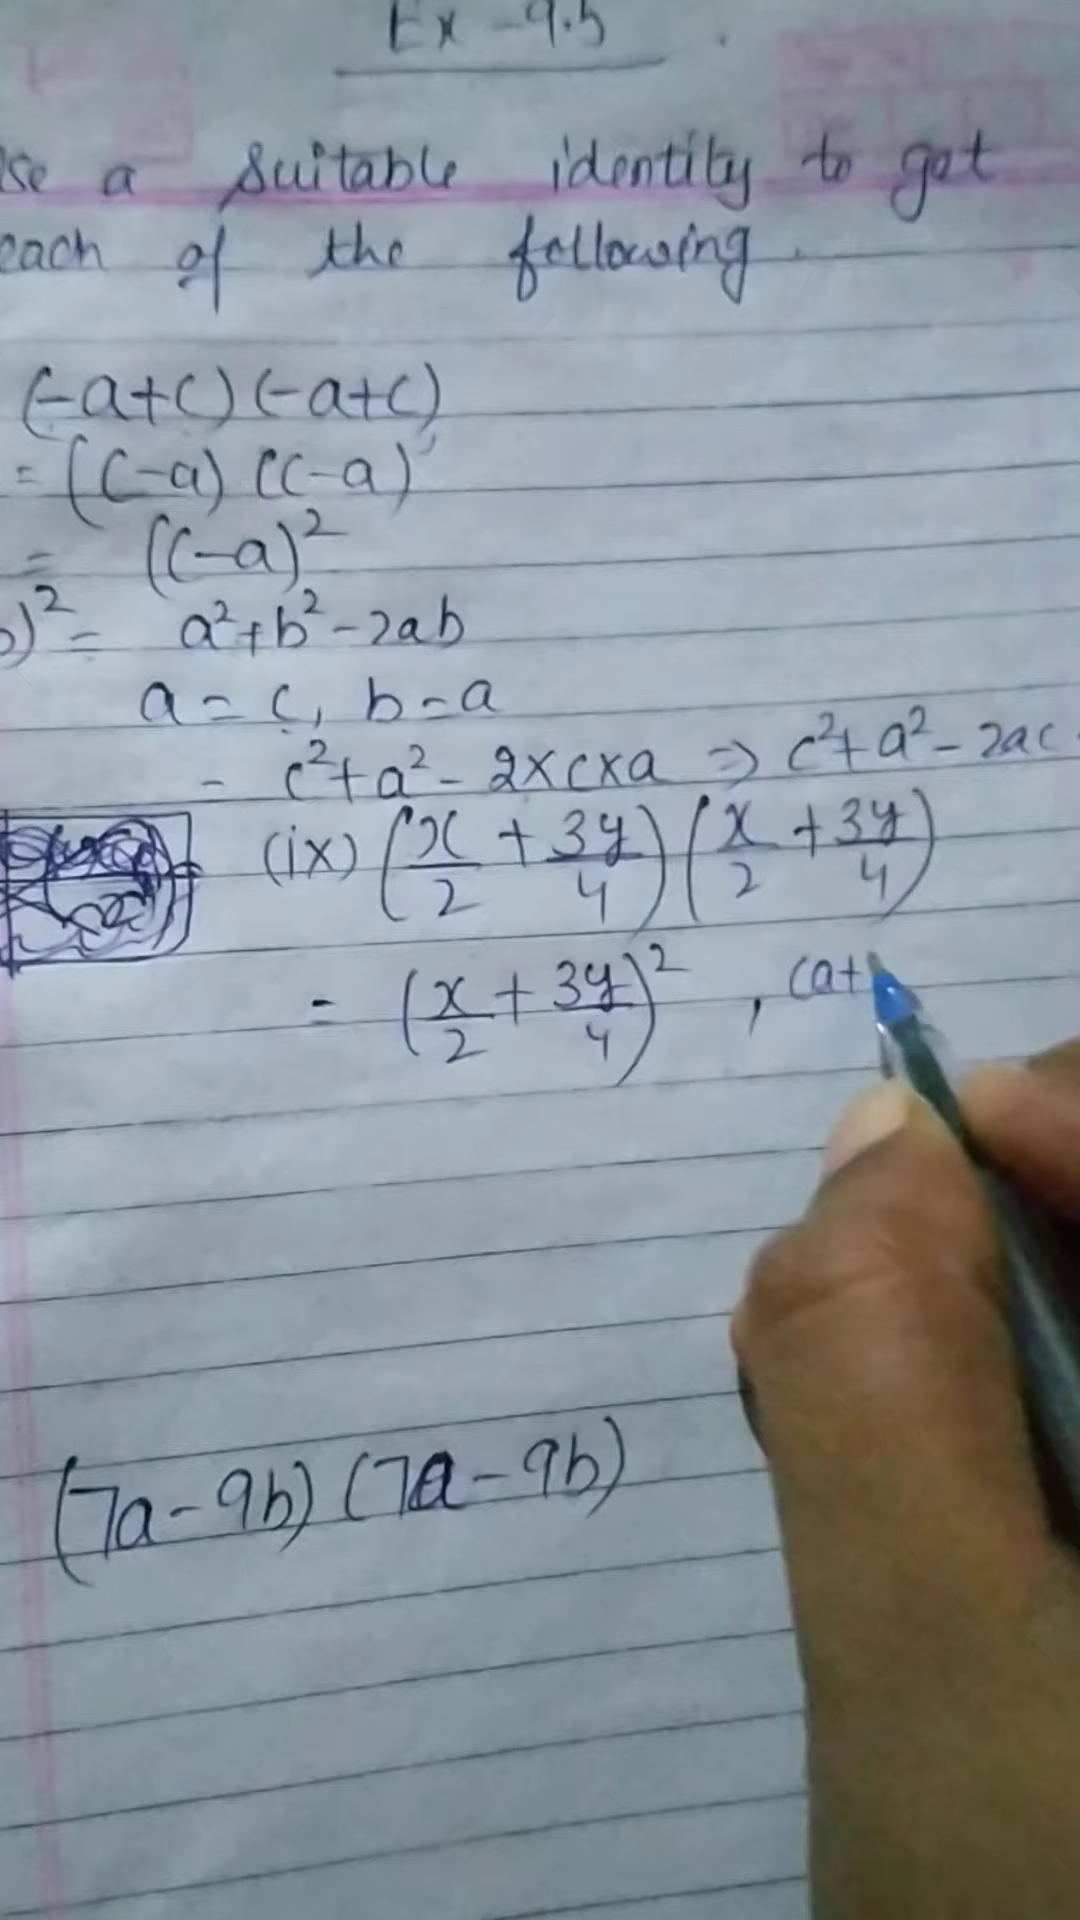 Ex - 9.5
se a suitable identity to get
each of the following.
(-a+c) (-a+c)
= (c-a) (c-a)
= (c-a)²
)² = a²+b²-2ab
a = c, b = a
- c²+a²- 2xcxa ⇒ c²+a²- 2ac
(ix) (x/2 + 3y/4) (x/2 + 3y/4)
= (x/2 + 3y/4)² , (a+
(7a-9b) (7a-9b)